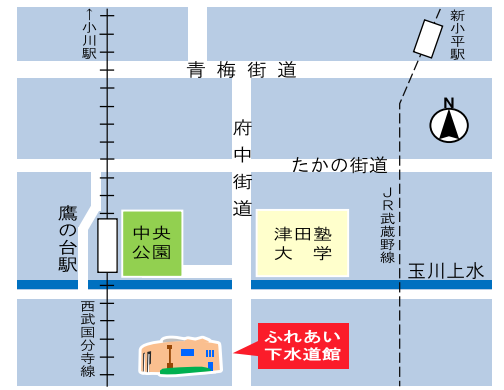 ↑小川駅
新小平駅
青梅街道
N
府中街道
たかの街道
JR武蔵野線
鷹の台駅
中央
公園
津田塾
大学
玉川上水
西武国分寺線
ふれあい
下水道館